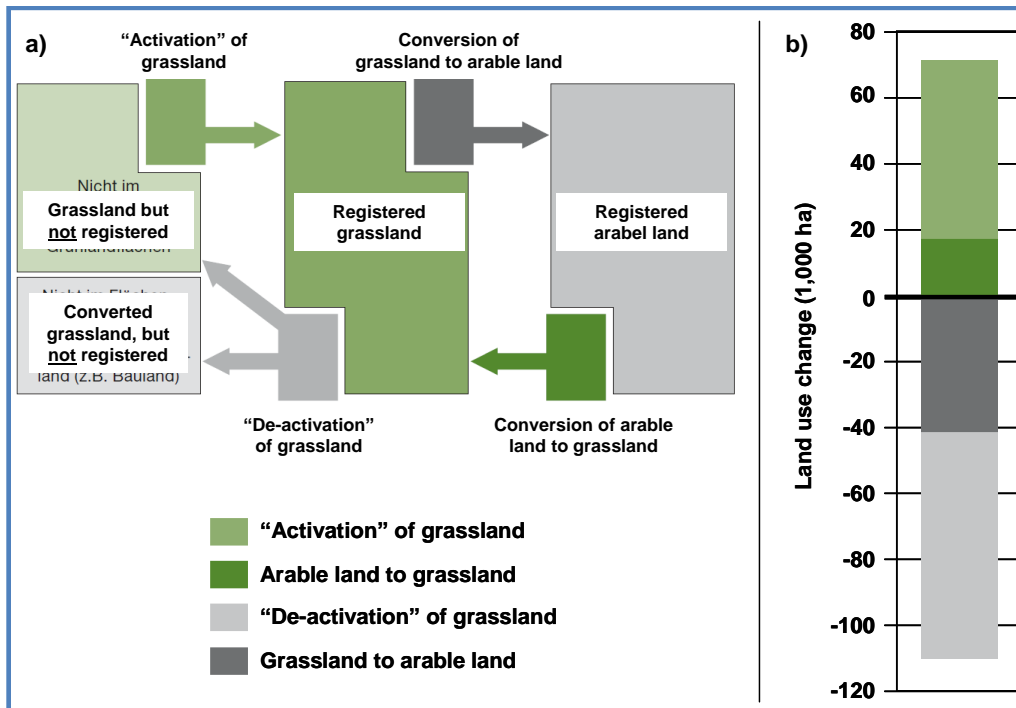 a)
“Activation” of
grassland
Conversion of
grassland to arable land
Nicht im
Grassland but
not registered
Grünlandflächen
Registered
grassland
Registered
arabel land
Converted
grassland, but
not registered
land (z.B. Bauland)
“De-activation”
of grassland
Conversion of arable
land to grassland
“Activation” of grassland
Arable land to grassland
“De-activation” of grassland
Grassland to arable land
b)
Land use change (1,000 ha)
80
60
40
20
0
-20
-40
-60
-80
-100
-120